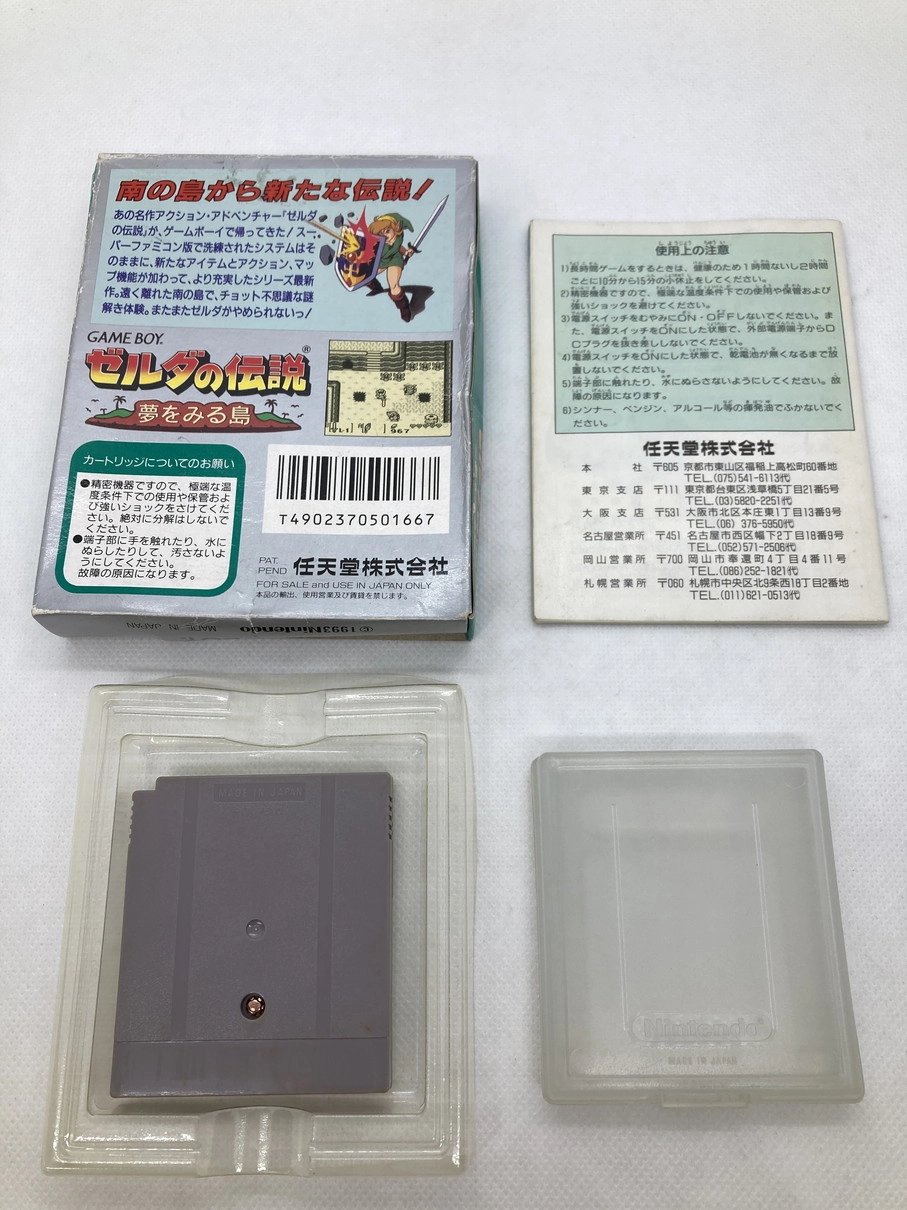 南の島から新たな伝説!
あの名作アクション・アドベンチャー「ゼルダ
の伝説」が、ゲームボーイで帰ってきた! スー
パーファミコン版で洗練されたシステムはそ
のままに、新たなアイテムとアクション、マッ
プ機能が加わって、より充実したシリーズ最新
作。遠く離れた南の島で、チョット不思議な謎
解き体験。またまたゼルダがやめられないっ!
GAME BOY.
ゼルダの伝説®
夢をみる島
カートリッジについてのお願い
●精密機器ですので、極端な温
度条件下での使用や保管およ
び強いショックをさけてくだ
さい。絶対に分解はしないで
ください。
●端子部に手を触れたり、水に
ぬらしたりして、汚さないよ
うにしてください。
故障の原因になります。
T4902370501667
PAT.
PEND
任天堂株式会社
FOR SALE and USE IN JAPAN ONLY
本品の輸出、使用営業及び賃貸を禁じます。
©1993 Nintendo
MADE IN JAPAN
使用上の注意
1)長時間ゲームをするときは、健康のため1時間ないし2時間
ごとに10分から15分の小休止をしてください。
2)精密機器ですので、極端な温度条件下での使用や保管および
強いショックを避けてください。
3)電源スイッチをむやみにON・OFFしないでください。ま
た、電源スイッチをONにした状態で、外部電源端子からD
Cプラグを抜き差ししないでください。
4)電源スイッチをONにした状態で、乾電池が無くなるまで放
置しないでください。
5)端子部に触れたり、水にぬらさないようにしてください。故
障の原因になります。
6)シンナー、ベンジン、アルコール等の揮発油でふかないでく
ださい。
任天堂株式会社
本 社 〒605 京都市東山区福稲上高松町60番地
TEL.(075)541-6113代
東京支店 〒111 東京都台東区浅草橋5丁目21番5号
TEL.(03)5820-2251代
大阪支店 〒531 大阪市北区本庄東1丁目13番9号
TEL.(06) 376-5950代
名古屋営業所 〒451 名古屋市西区幅下2丁目18番9号
TEL.(052)571-2506代
岡山営業所 〒700 岡山市奉還町4丁目4番11号
TEL.(086)252-1821代
札幌営業所 〒060 札幌市中央区北9条西18丁目2番地
TEL.(011)621-0513代
MADE IN JAPAN
Nintendo
MADE IN JAPAN